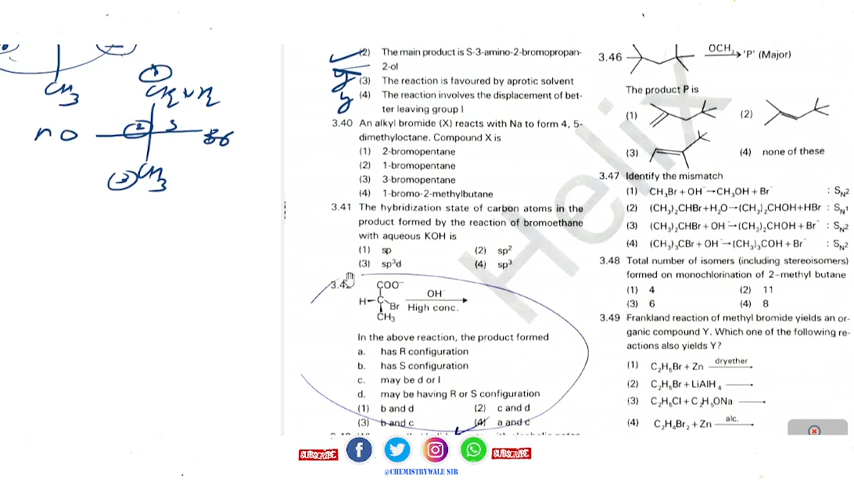 CH3
CH2NH2
HO
S
Br
CH3
(2) The main product is S-3-amino-2-bromopropan-
2-ol
(3) The reaction is favoured by aprotic solvent
(4) The reaction involves the displacement of bet-
ter leaving group I
3.40 An alkyl bromide (X) reacts with Na to form 4, 5-
dimethyloctane. Compound X is
(1) 2-bromopentane
(2) 1-bromopentane
(3) 3-bromopentane
(4) 1-bromo-2-methylbutane
3.41 The hybridization state of carbon atoms in the
product formed by the reaction of bromoethane
with aqueous KOH is
(1) sp (2) sp²
(3) sp³d (4) sp³
3.4
COO⁻
H–C Br
CH₃
OH⁻
High conc.
In the above reaction, the product formed
a. has R configuration
b. has S configuration
c. may be d or l
d. may be having R or S configuration
(1) b and d (2) c and d
(3) b and c (4) a and c
3.46 OCH₃ 'P' (Major)
The product P is
(1) (2)
(3) (4) none of these
3.47 Identify the mismatch
(1) CH₃Br + OH⁻ → CH₃OH + Br⁻ : SN2
(2) (CH₃)₂CHBr + H₂O → (CH₃)₂CHOH + HBr : SN1
(3) (CH₃)₂CHBr + OH⁻ → (CH₃)₂CHOH + Br⁻ : SN2
(4) (CH₃)₃CBr + OH⁻ → (CH₃)₃COH + Br⁻ : SN2
3.48 Total number of isomers (including stereoisomers)
formed on monochlorination of 2-methyl butane
(1) 4 (2) 11
(3) 6 (4) 8
3.49 Frankland reaction of methyl bromide yields an or-
ganic compound Y. Which one of the following re-
actions also yields Y?
(1) C₂H₅Br + Zn dryether →
(2) C₂H₅Br + LiAlH₄ →
(3) C₂H₅Cl + C₂H₅ONa →
(4) C₂H₄Br₂ + Zn alc. →
Helix
SUBSCRIBE
SUBSCRIBE
@CHEMISTRYWALE SIR